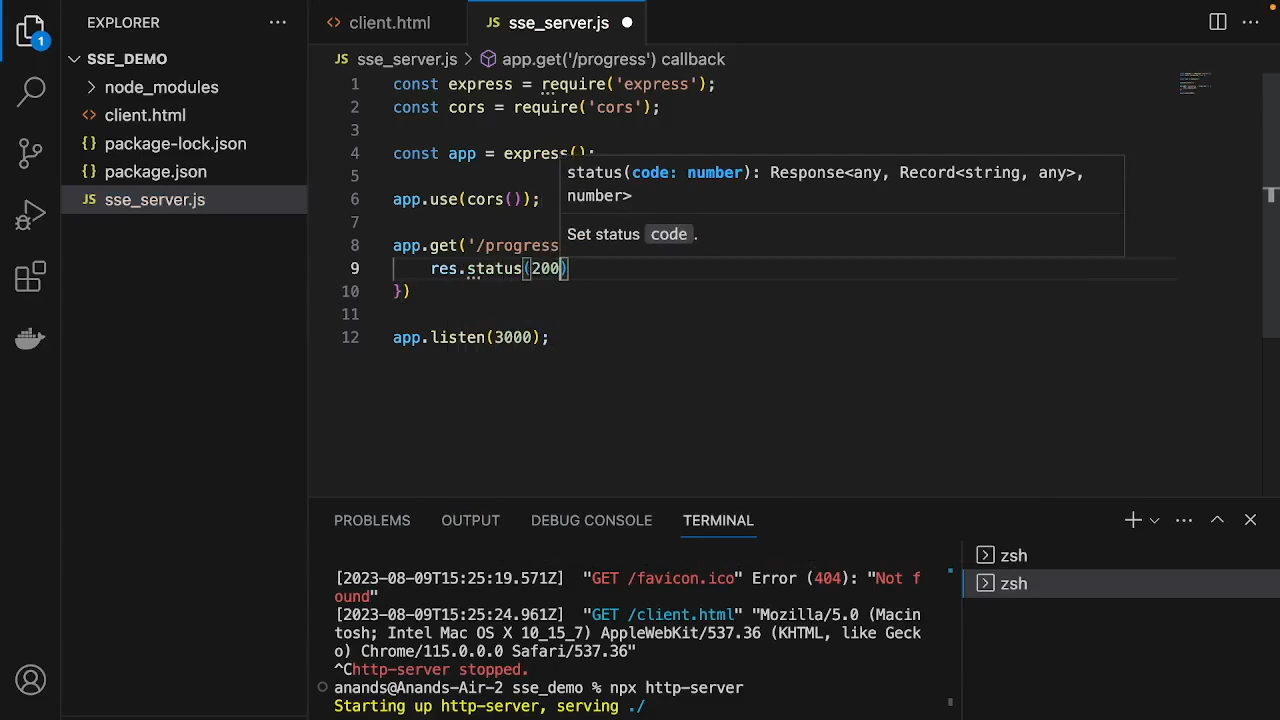 EXPLORER
1
SSE_DEMO
node_modules
client.html
{} package-lock.json
{} package.json
JS sse_server.js
<> client.html
JS sse_server.js
JS sse_server.js > app.get('/progress') callback
1 const express = require('express');
2 const cors = require('cors');
3
4 const app = express();
5
6 app.use(cors());
7
8 app.get('/progress
9 res.status(200)
10 })
11
12 app.listen(3000);
status(code: number): Response<any, Record<string, any>,
number>
Set status code.
PROBLEMS OUTPUT DEBUG CONSOLE TERMINAL
[2023-08-09T15:25:19.571Z] "GET /favicon.ico" Error (404): "Not f
ound"
[2023-08-09T15:25:24.961Z] "GET /client.html" "Mozilla/5.0 (Macin
tosh; Intel Mac OS X 10_15_7) AppleWebKit/537.36 (KHTML, like Geck
o) Chrome/115.0.0.0 Safari/537.36"
^Chttp-server stopped.
anands@Anands-Air-2 sse_demo % npx http-server
Starting up http-server, serving ./
zsh
zsh